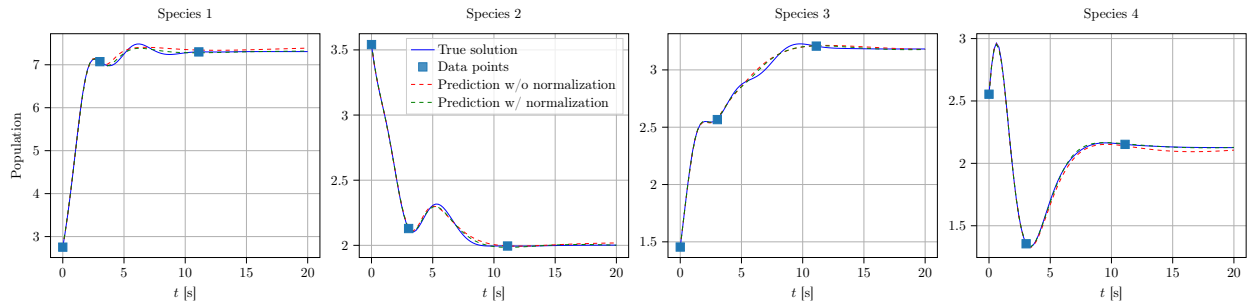 Species 1
Species 2
Species 3
Species 4
Population
7
6
5
4
3
0
5
10
15
20
t [s]
3.5
3
2.5
2
0
5
10
15
20
t [s]
True solution
Data points
Prediction w/o normalization
Prediction w/ normalization
3
2.5
2
1.5
0
5
10
15
20
t [s]
3
2.5
2
1.5
0
5
10
15
20
t [s]